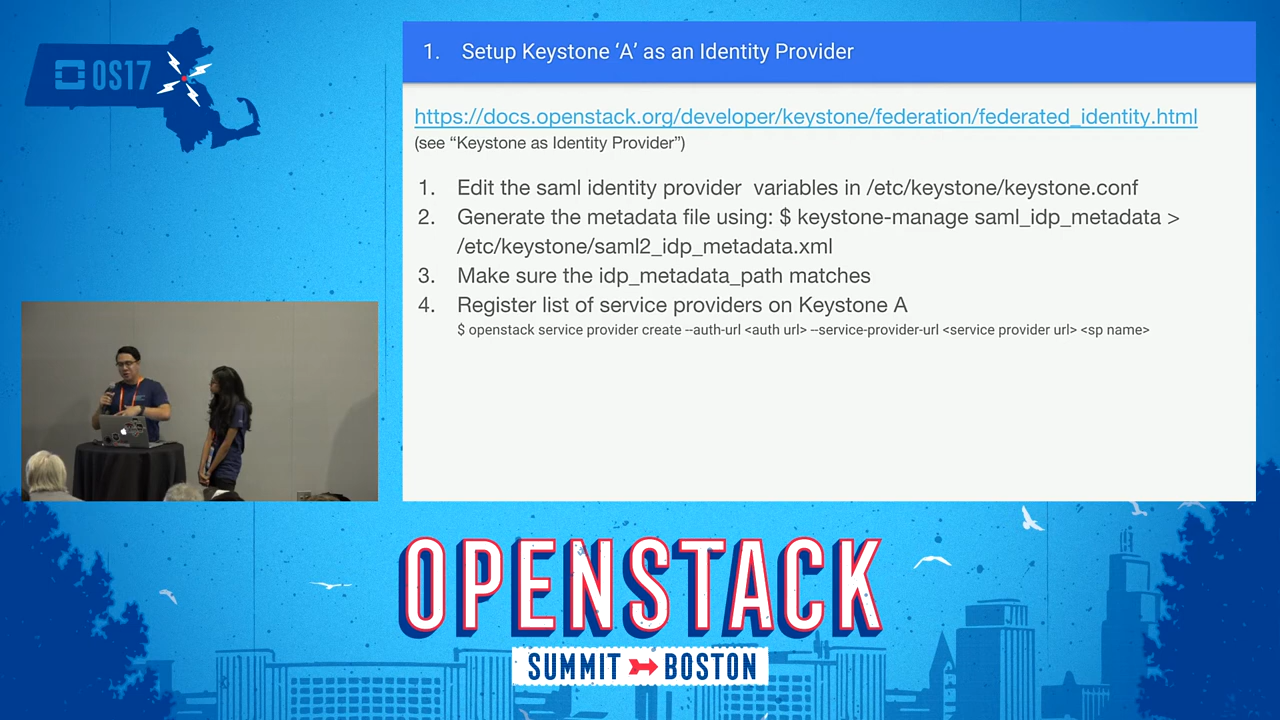 OS17
1. Setup Keystone ‘A’ as an Identity Provider
https://docs.openstack.org/developer/keystone/federation/federated_identity.html
(see “Keystone as Identity Provider”)
1. Edit the saml identity provider variables in /etc/keystone/keystone.conf
2. Generate the metadata file using: $ keystone-manage saml_idp_metadata >
/etc/keystone/saml2_idp_metadata.xml
3. Make sure the idp_metadata_path matches
4. Register list of service providers on Keystone A
$ openstack service provider create --auth-url <auth url> --service-provider-url <service provider url> <sp name>
OPENSTACK
SUMMIT BOSTON